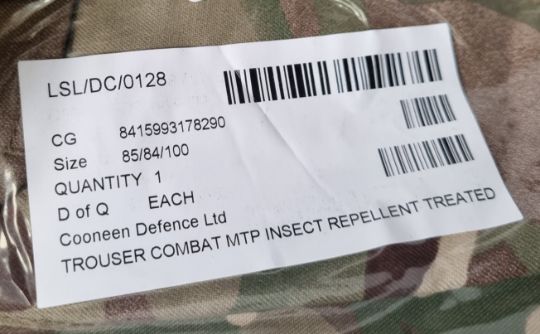 LSL/DC/0128
CG 8415993178290
Size 85/84/100
QUANTITY 1
D of Q EACH
Cooneen Defence Ltd
TROUSER COMBAT MTP INSECT REPELLENT TREATED